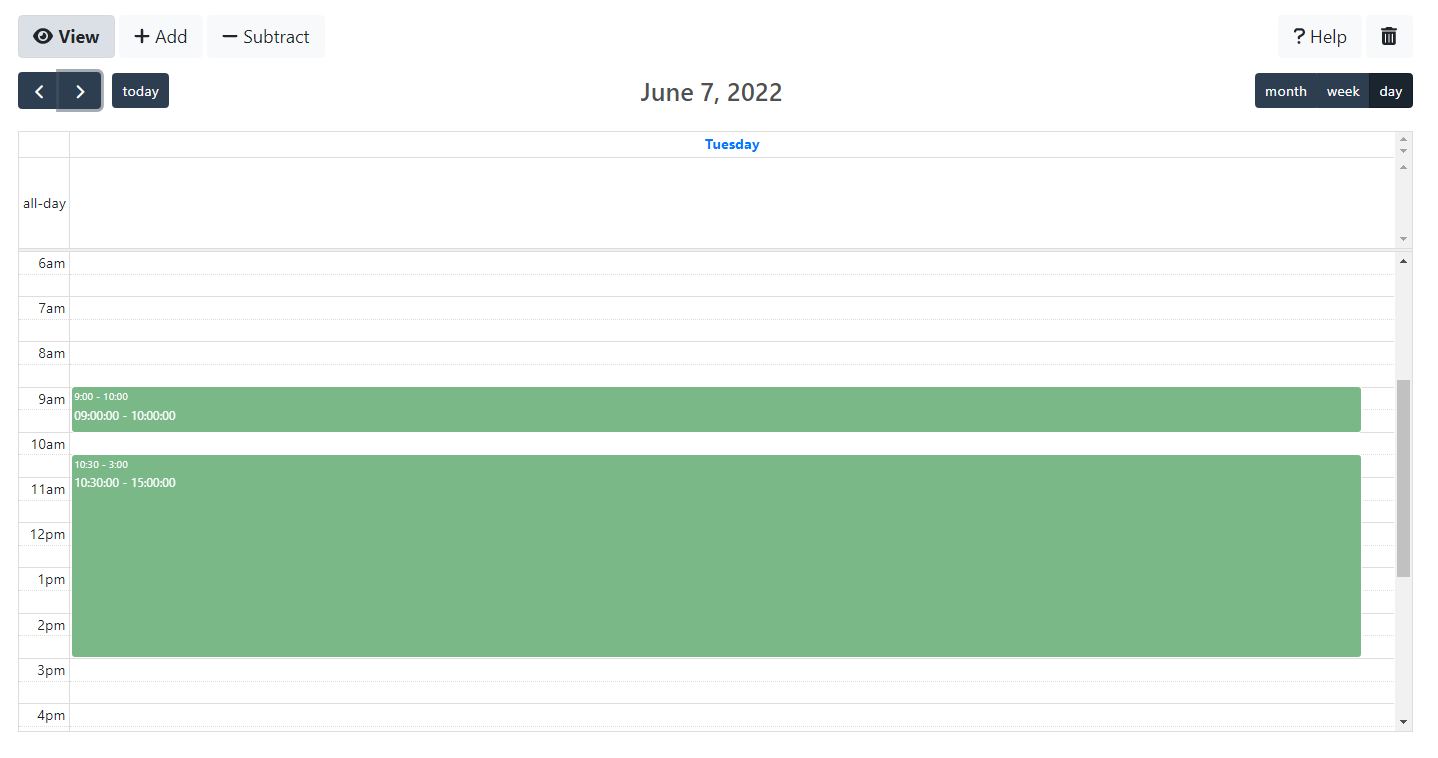 View Add Subtract ? Help
today June 7, 2022 month week day
Tuesday
all-day
6am
7am
8am
9am 9:00 - 10:00
09:00:00 - 10:00:00
10am
10:30 - 3:00
11am 10:30:00 - 15:00:00
12pm
1pm
2pm
3pm
4pm